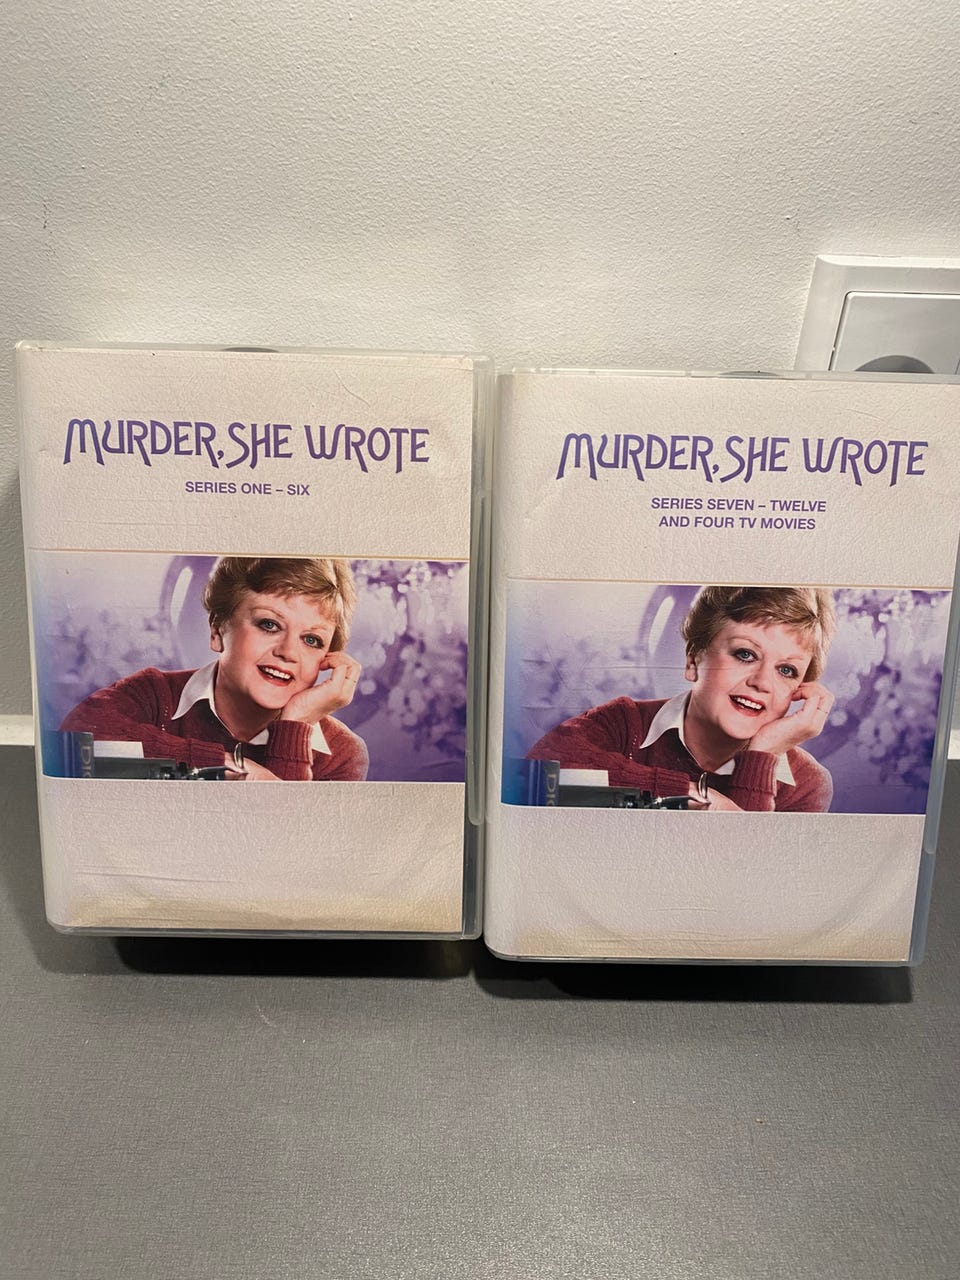 MURDER, SHE WROTE
SERIES ONE – SIX
MURDER, SHE WROTE
SERIES SEVEN – TWELVE
AND FOUR TV MOVIES